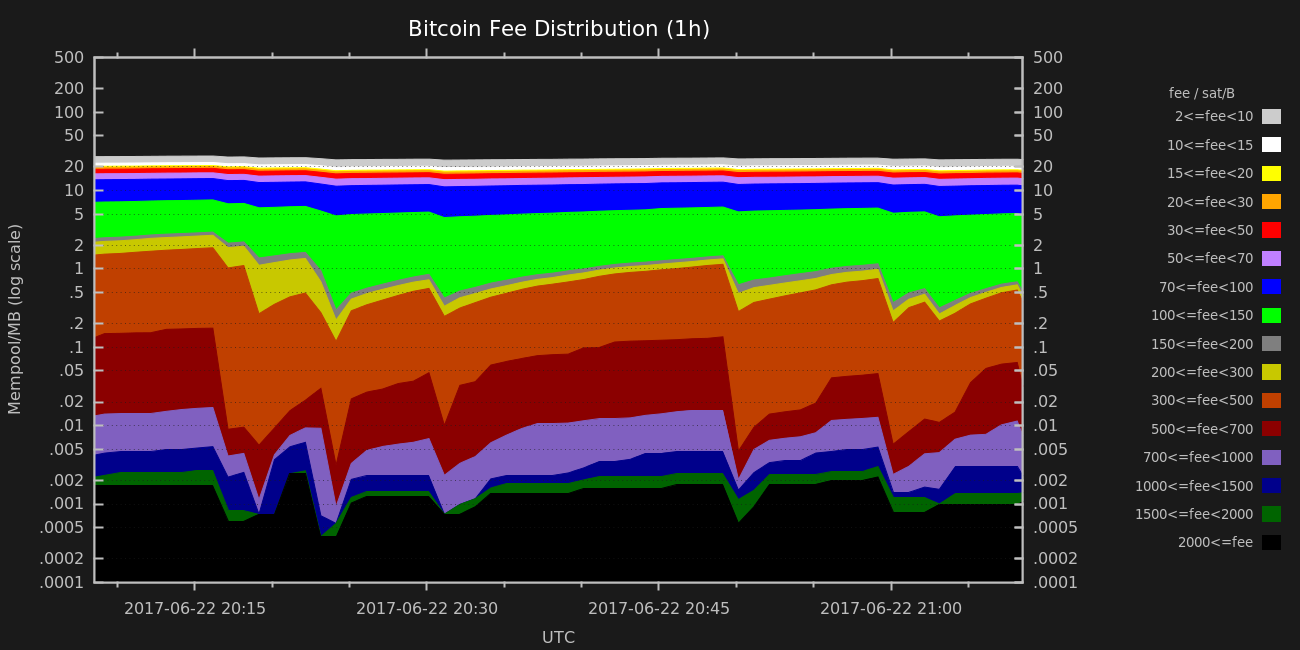 Bitcoin Fee Distribution (1h)
500 500
200 200
100 100
50 50
20 20
10 10
5 5
2 2
1 1
.5 .5
.2 .2
.1 .1
.05 .05
.02 .02
.01 .01
.005 .005
.002 .002
.001 .001
.0005 .0005
.0002 .0002
.0001 .0001
Mempool/MB (log scale)
2017-06-22 20:15 2017-06-22 20:30 2017-06-22 20:45 2017-06-22 21:00
UTC
fee / sat/B
2<=fee<10
10<=fee<15
15<=fee<20
20<=fee<30
30<=fee<50
50<=fee<70
70<=fee<100
100<=fee<150
150<=fee<200
200<=fee<300
300<=fee<500
500<=fee<700
700<=fee<1000
1000<=fee<1500
1500<=fee<2000
2000<=fee